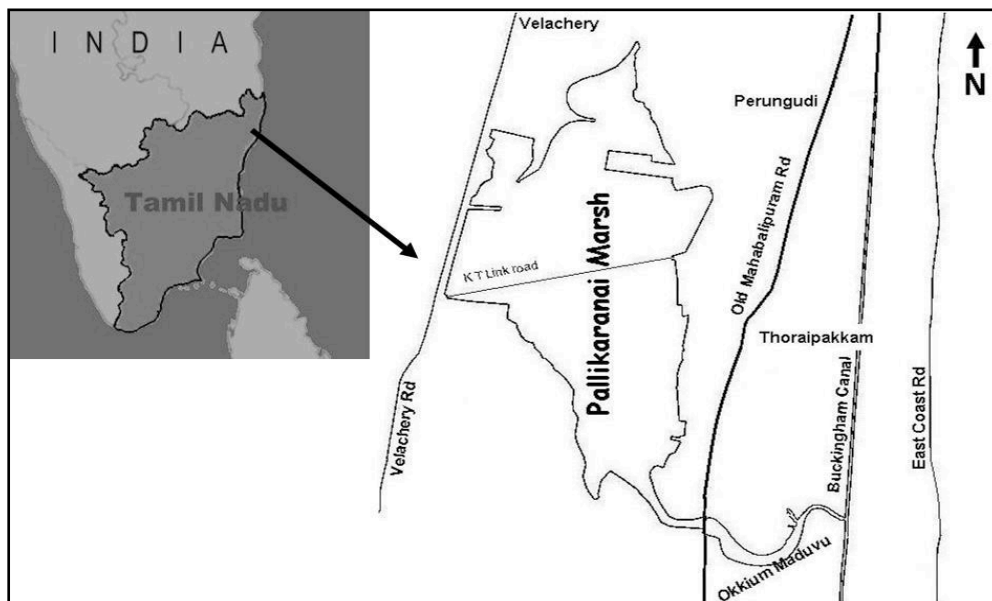 INDIA
Tamil Nadu
Velachery
N
Perungudi
Old Mahabalipuram Rd
K T Link road
Pallikaranai Marsh
Thoraipakkam
Velachery Rd
Buckingham Canal
East Coast Rd
Okkium Maduvu